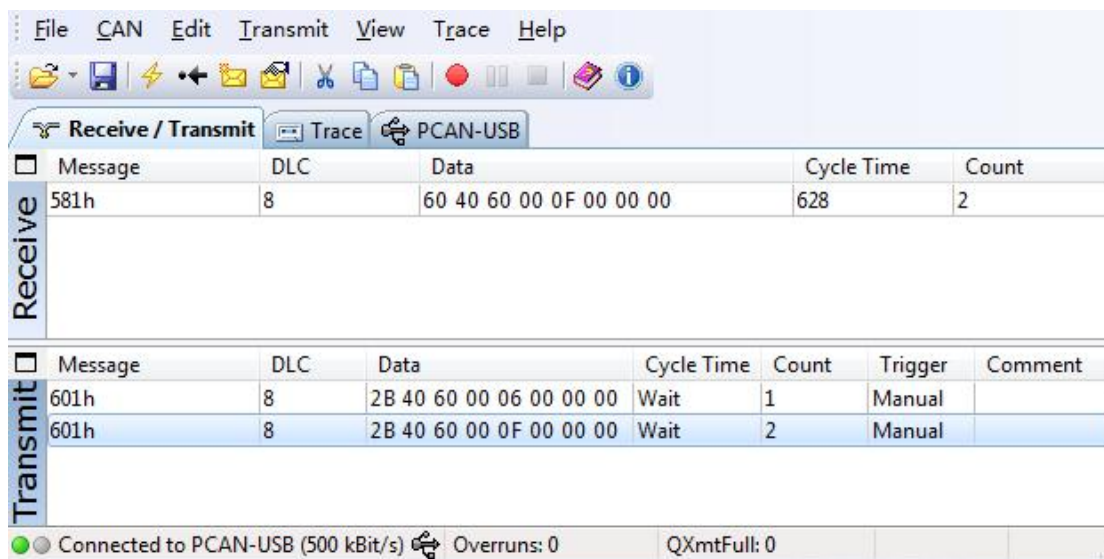 File CAN Edit Transmit View Trace Help
Receive / Transmit Trace PCAN-USB
Message DLC Data Cycle Time Count
581h 8 60 40 60 00 0F 00 00 00 628 2
Receive
Message DLC Data Cycle Time Count Trigger Comment
601h 8 2B 40 60 00 06 00 00 00 Wait 1 Manual
601h 8 2B 40 60 00 0F 00 00 00 Wait 2 Manual
Transmit
Connected to PCAN-USB (500 kBit/s) Overruns: 0 QXmtFull: 0